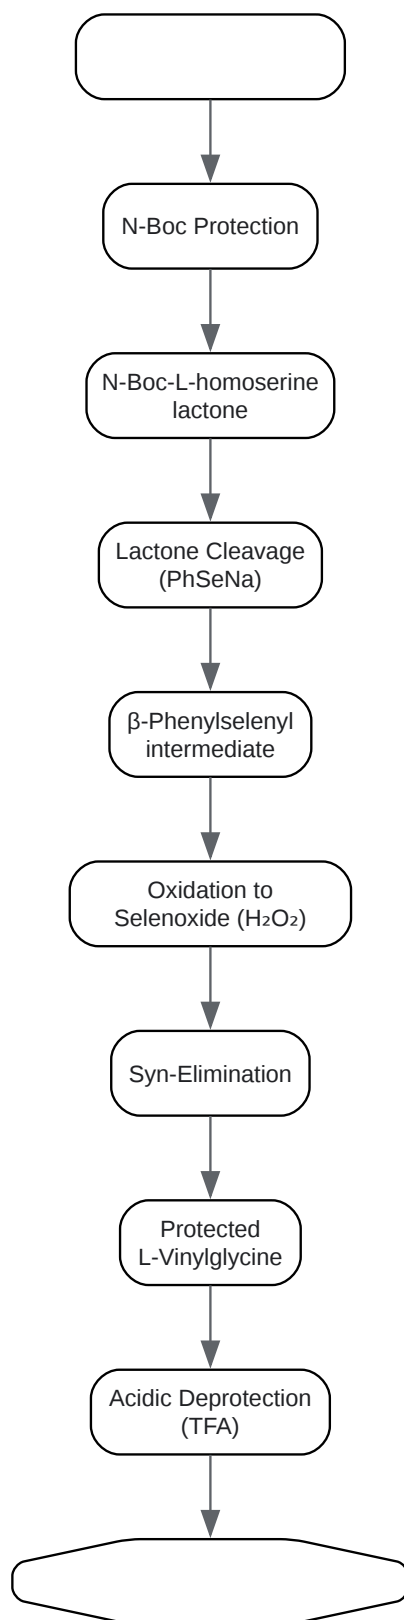 N-Boc Protection
N-Boc-L-homoserine
lactone
Lactone Cleavage
(PhSeNa)
β-Phenylselenyl
intermediate
Oxidation to
Selenoxide (H₂O₂)
Syn-Elimination
Protected
L-Vinylglycine
Acidic Deprotection
(TFA)